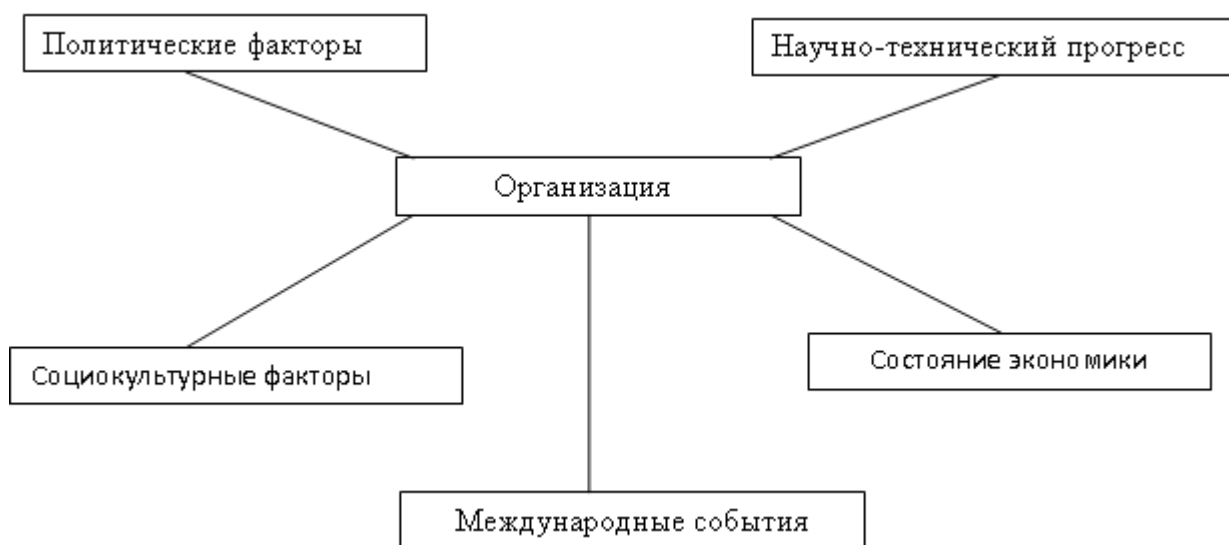 Политические факторы
Научно-технический прогресс
Организация
Социокультурные факторы
Состояние экономики
Международные события